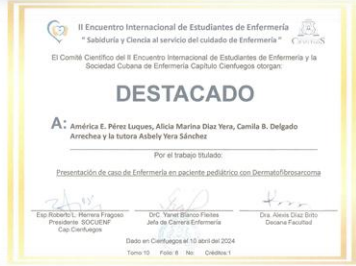 II Encuentro Internacional de Estudiantes de Enfermería
" Sabiduría y Ciencia al servicio del cuidado de Enfermería "
El Comité Científico del II Encuentro Internacional de Estudiantes de Enfermería y la
Sociedad Cubana de Enfermería Capítulo Cienfuegos otorgan:
DESTACADO
A: América E. Pérez Luques, Alicia Marina Diaz Yera, Camila B. Delgado
Arrechea y la tutora Asbely Yera Sánchez
Por el trabajo titulado:
Presentación de caso de Enfermería en paciente pediátrico con Dermatofibrosarcoma
Esp Roberto L. Herrera Fragoso
Presidente SOCUENF
Cap.Cienfuegos
DrC. Yanet Blanco Fleites
Jefa de Carrera Enfermería
Dra. Alexis Díaz Brito
Decana Facultad
Dado en Cienfuegos el 10 abril del 2024
Tomo:10 Folio: 6 No. Créditos:1